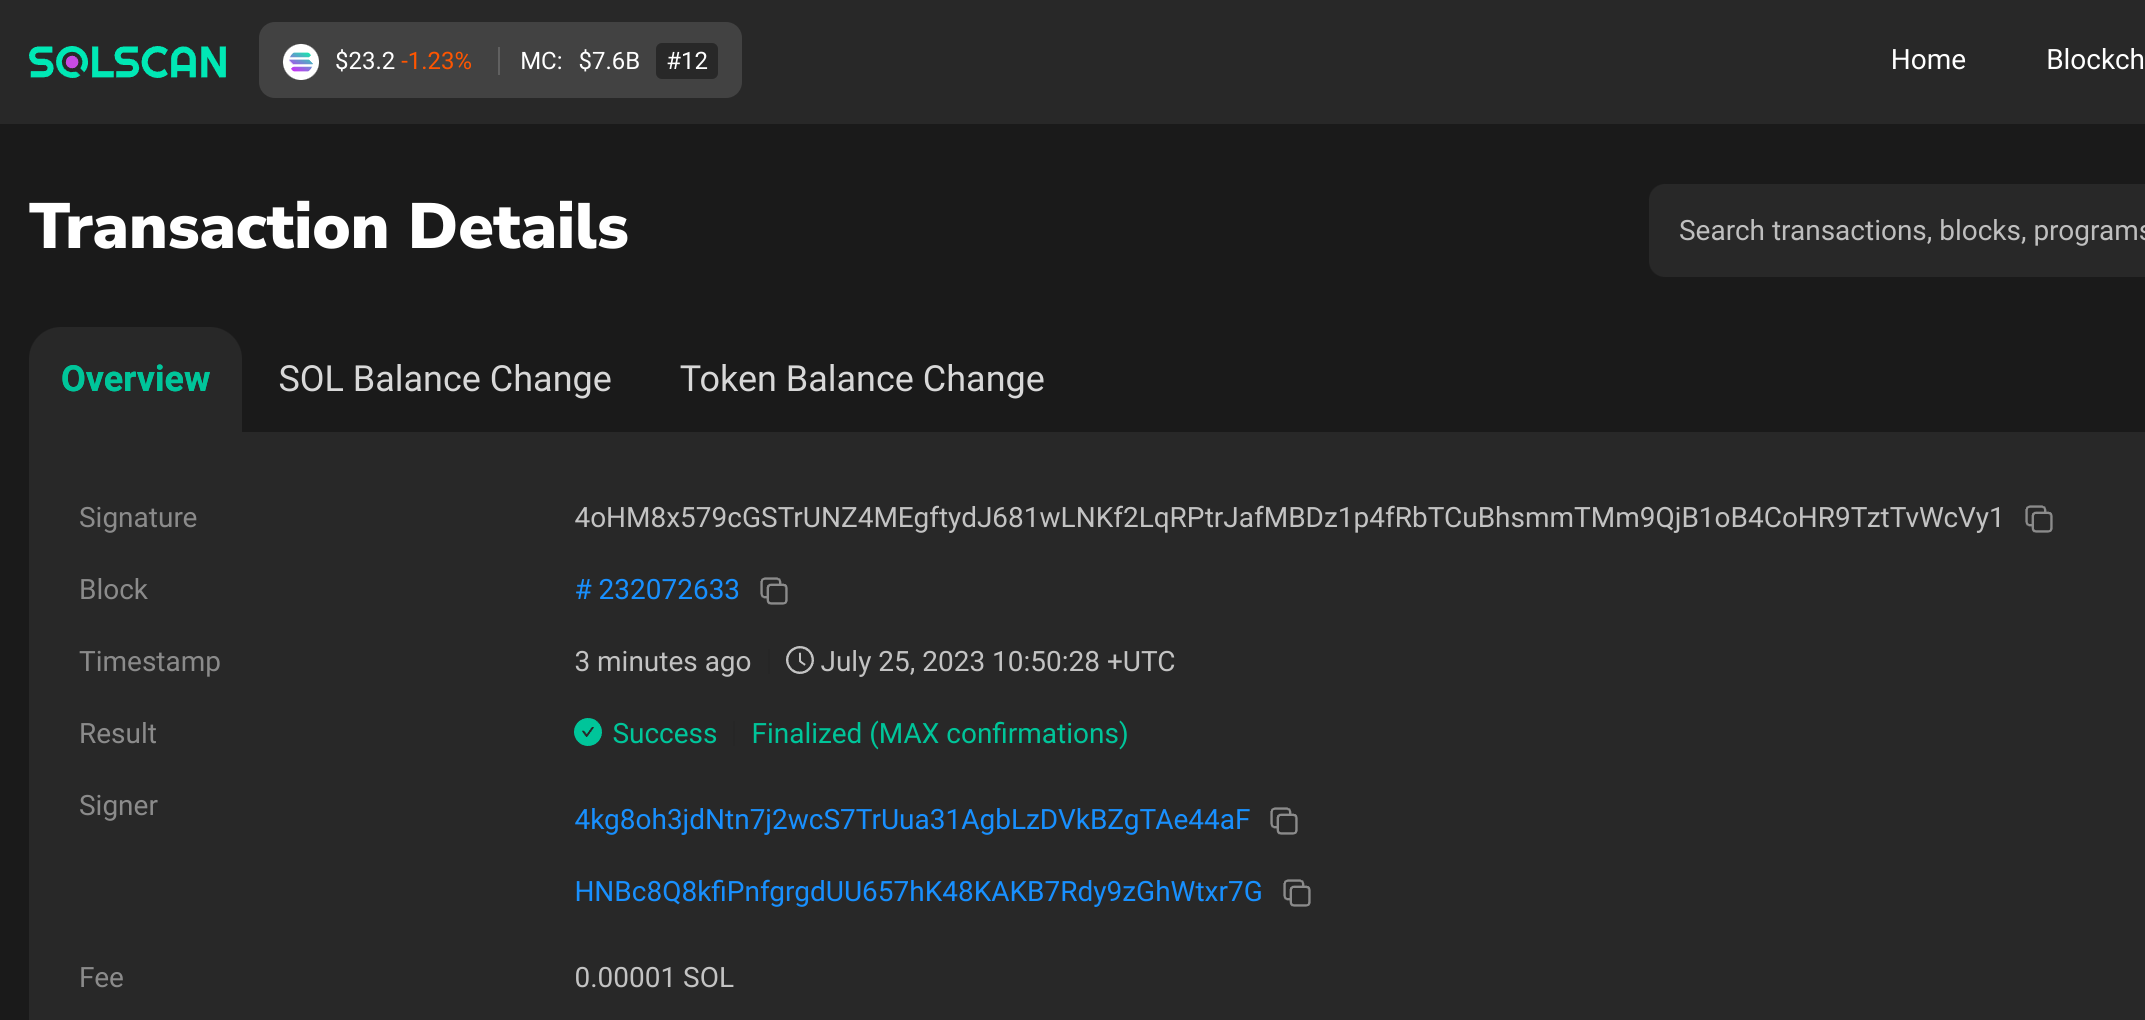 SOLSCAN $23.2 -1.23% MC: $7.6B #12 Home Blockch
Transaction Details
Search transactions, blocks, programs
Overview SOL Balance Change Token Balance Change
Signature 4oHM8x579cGSTrUNZ4MEgftydJ681wLNKf2LqRPtrJafMBDz1p4fRbTCuBhsmmTMm9QjB1oB4CoHR9TztTvWcVy1
Block # 232072633
Timestamp 3 minutes ago July 25, 2023 10:50:28 +UTC
Result Success Finalized (MAX confirmations)
Signer 4kg8oh3jdNtn7j2wcS7TrUua31AgbLzDVkBZgTAe44aF
HNBc8Q8kfiPnfgrgdUU657hK48KAKB7Rdy9zGhWtxr7G
Fee 0.00001 SOL